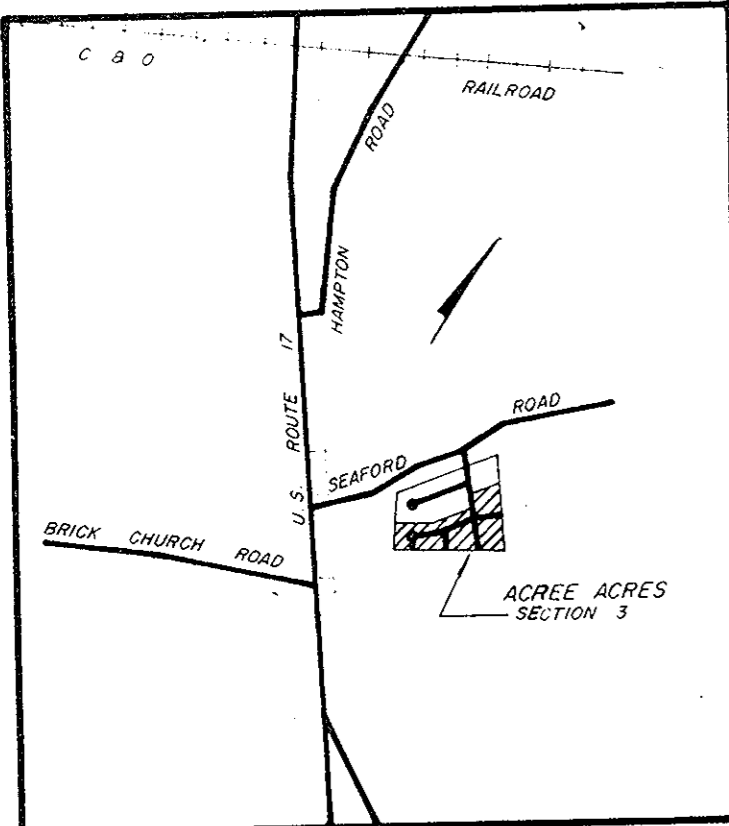 C & O RAILROAD
HAMPTON ROAD
U.S. ROUTE 17
SEAFORD ROAD
BRICK CHURCH ROAD
ACREE ACRES
SECTION 3